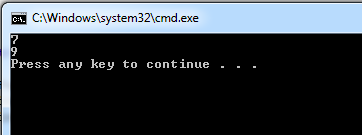 C:\Windows\system32\cmd.exe
7
9
Press any key to continue . . .